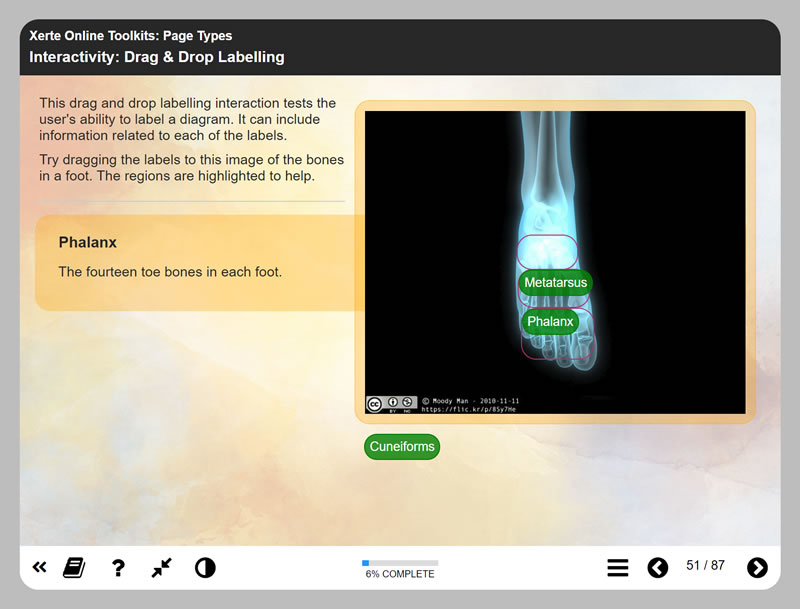 Xerte Online Toolkits: Page Types
Interactivity: Drag & Drop Labelling
This drag and drop labelling interaction tests the
user's ability to label a diagram. It can include
information related to each of the labels.
Try dragging the labels to this image of the bones
in a foot. The regions are highlighted to help.
Phalanx
The fourteen toe bones in each foot.
Metatarsus
Phalanx
cc BY NC
© Moody Man - 2010-11-11
https://flic.kr/p/8Sy7He
Cuneiforms
6% COMPLETE
51 / 87